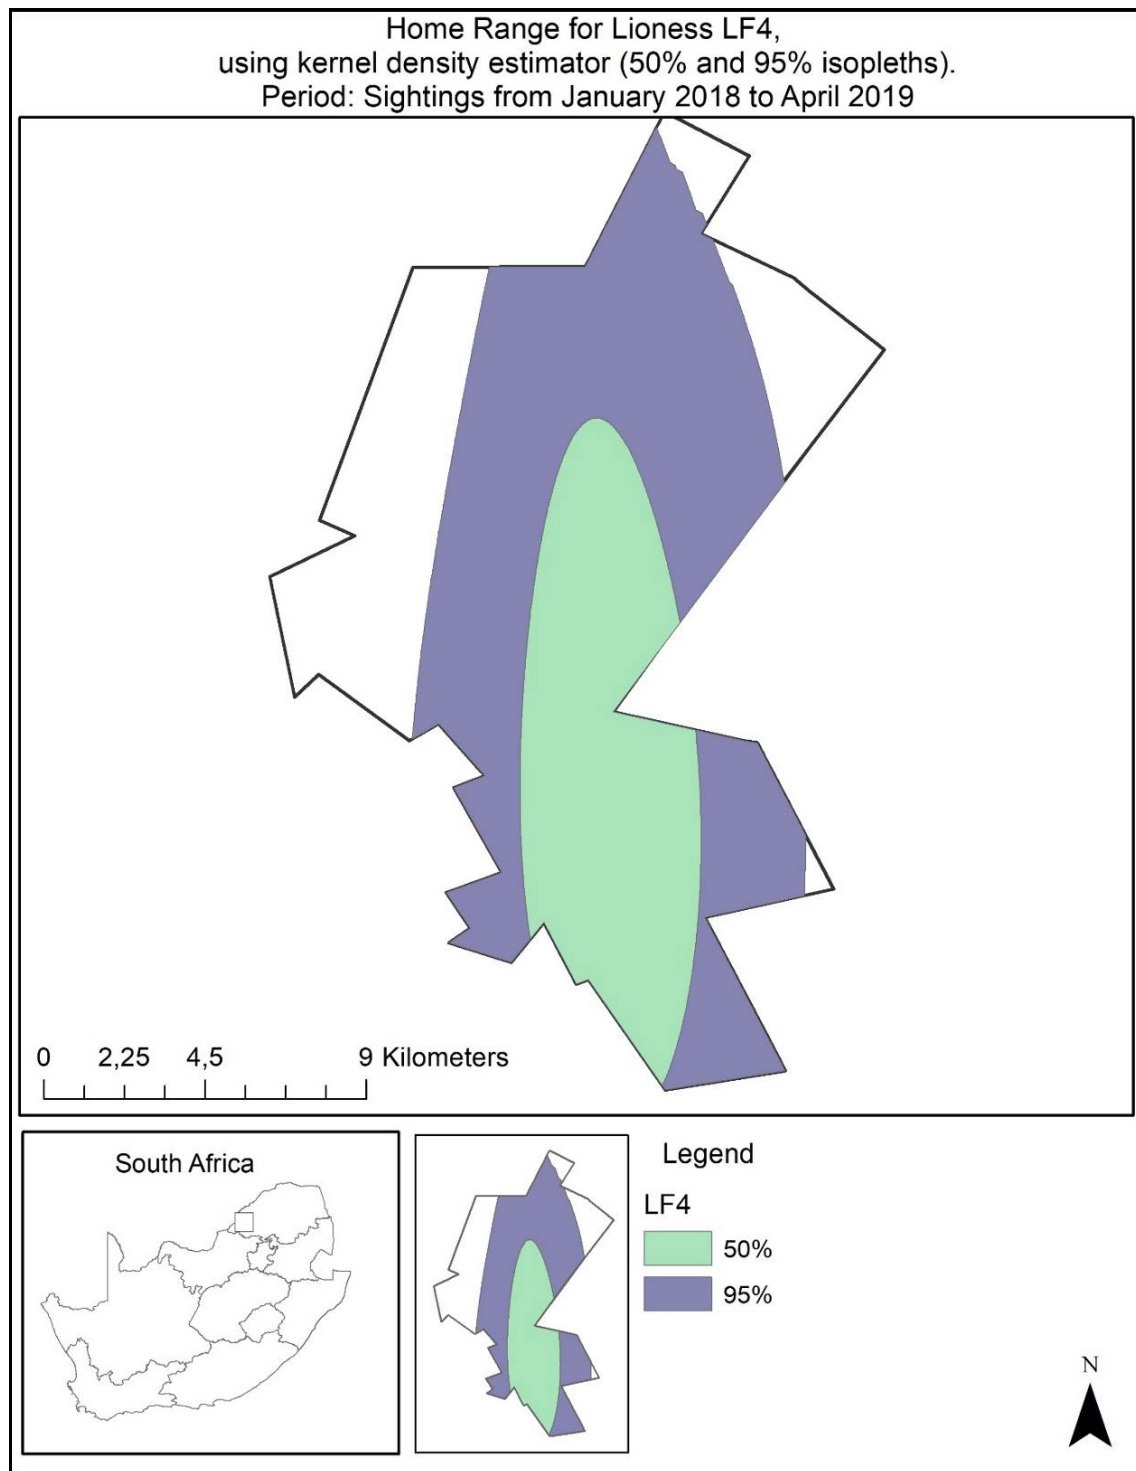 Home Range for Lioness LF4,
using kernel density estimator (50% and 95% isopleths).
Period: Sightings from January 2018 to April 2019
0 2,25 4,5 9 Kilometers
South Africa
Legend
LF4
50%
95%
N